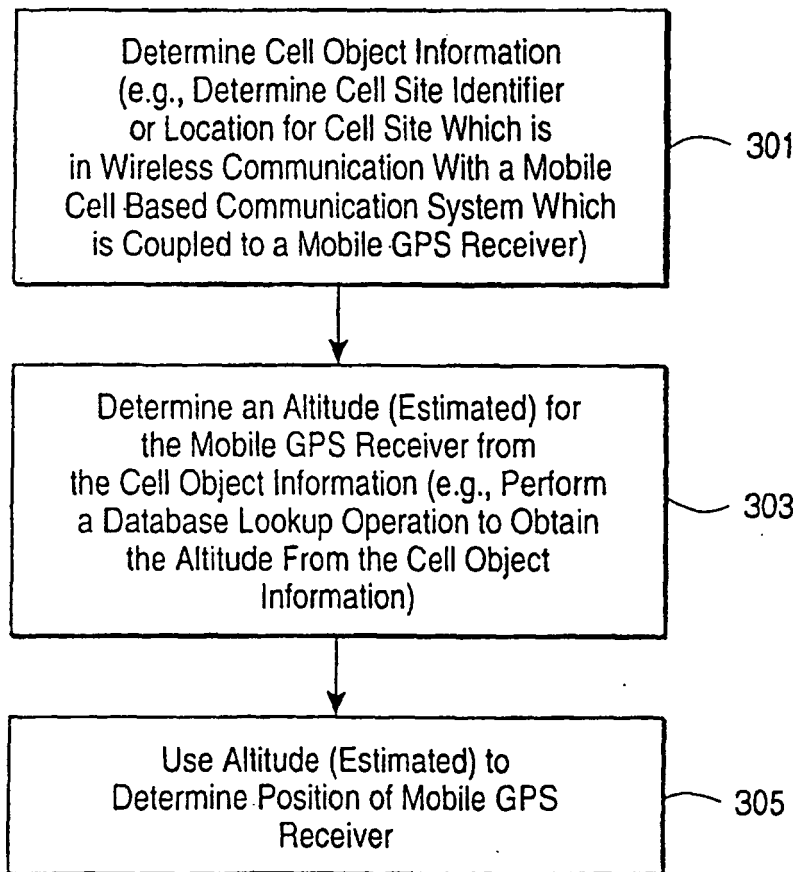 Determine Cell Object Information
(e.g., Determine Cell Site Identifier
or Location for Cell Site Which is
in Wireless Communication With a Mobile
Cell Based Communication System Which
is Coupled to a Mobile GPS Receiver)
301
Determine an Altitude (Estimated) for
the Mobile GPS Receiver from
the Cell Object Information (e.g., Perform
a Database Lookup Operation to Obtain
the Altitude From the Cell Object
Information)
303
Use Altitude (Estimated) to
Determine Position of Mobile GPS
Receiver
305